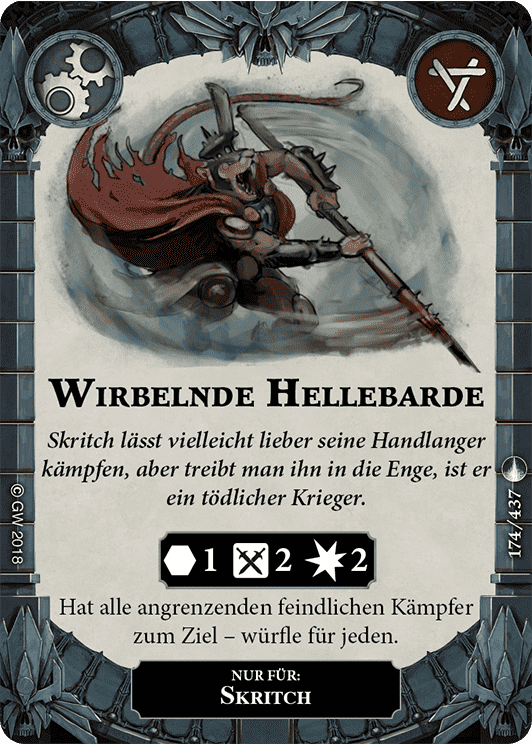 Wirbelnde Hellebarde
Skritch lässt vielleicht lieber seine Handlanger
kämpfen, aber treibt man ihn in die Enge, ist er
ein tödlicher Krieger.
1 2 2
Hat alle angrenzenden feindlichen Kämpfer
zum Ziel – würfle für jeden.
NUR FÜR:
Skritch
© GW 2018
174/437